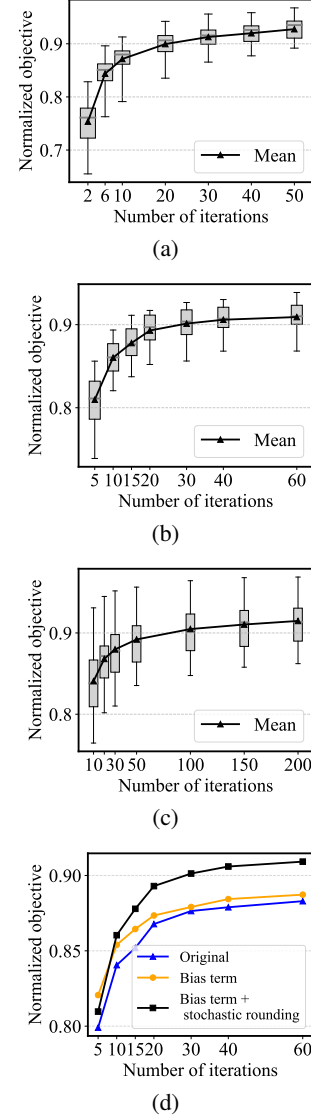 Normalized objective
0.9
0.8
0.7
Mean
2 6 10 20 30 40 50
Number of iterations
(a)
Normalized objective
0.9
0.8
Mean
5 10 15 20 30 40 60
Number of iterations
(b)
Normalized objective
0.9
0.8
Mean
10 30 50 100 150 200
Number of iterations
(c)
Normalized objective
0.90
0.85
0.80
Original
Bias term
Bias term +
stochastic rounding
5 10 15 20 30 40 60
Number of iterations
(d)